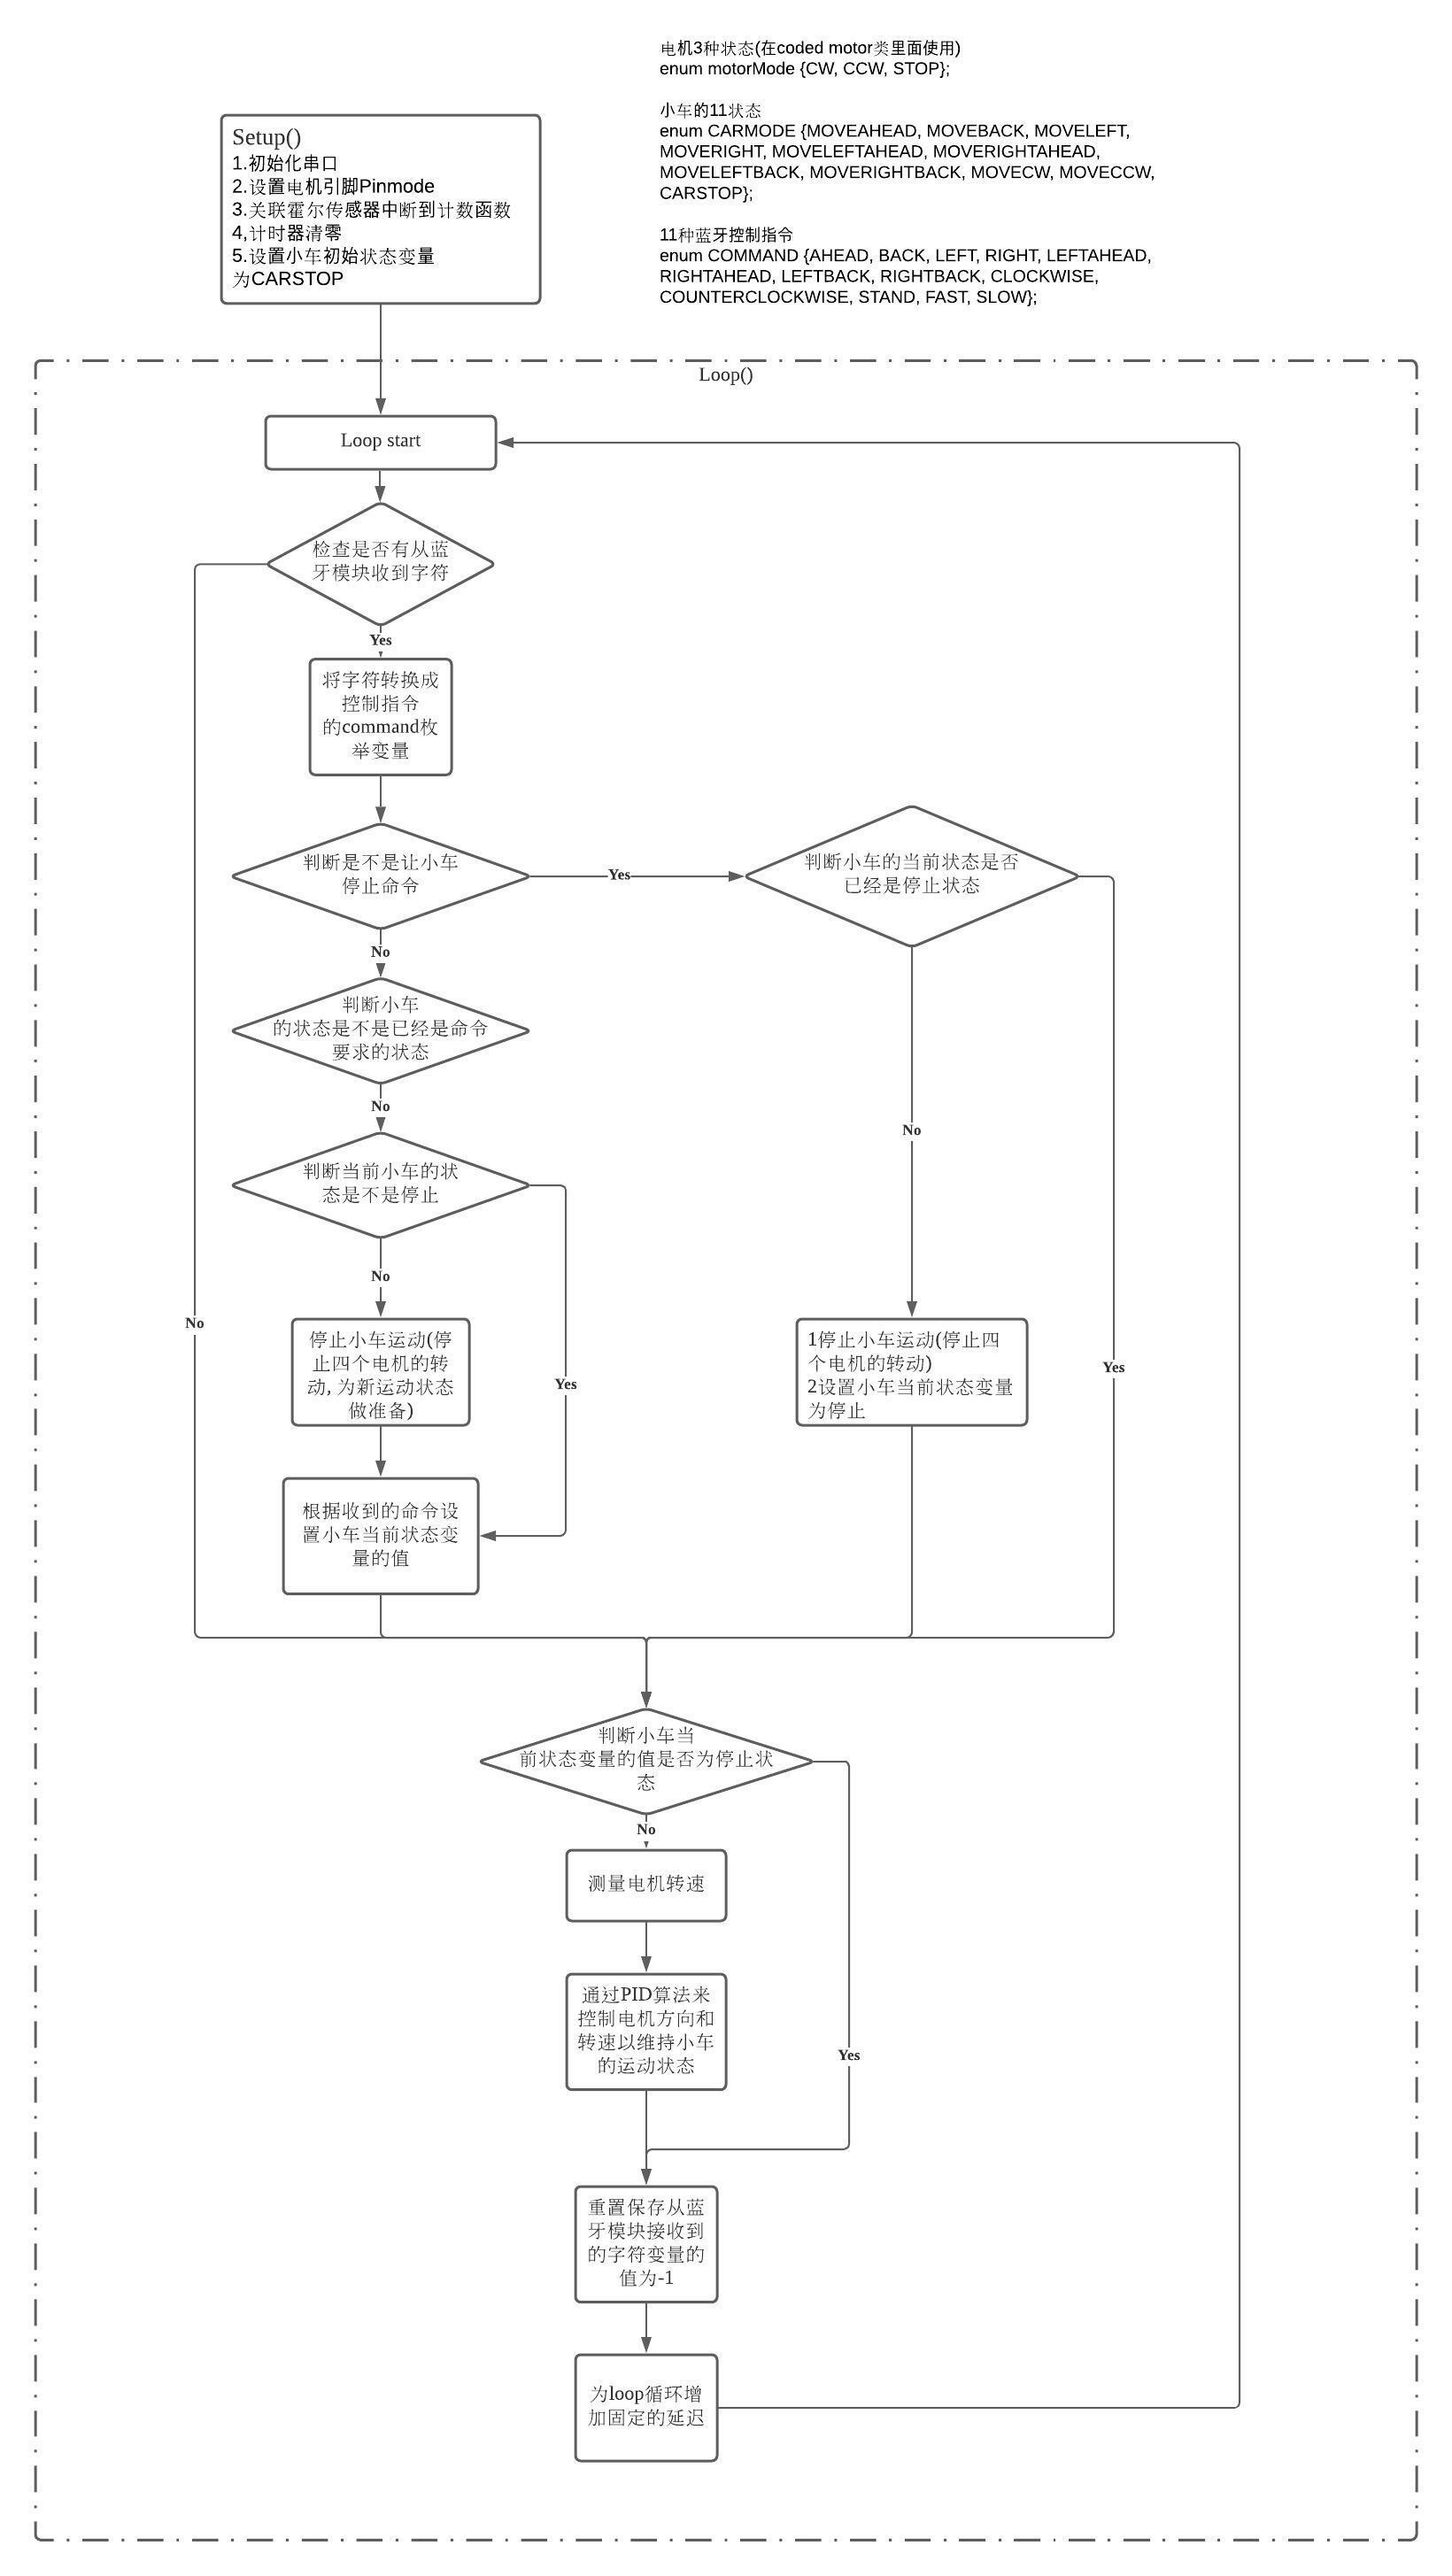 电机3种状态(在coded motor类里面使用)
enum motorMode {CW, CCW, STOP};
小车的11状态
enum CARMODE {MOVEAHEAD, MOVEBACK, MOVELEFT,
MOVERIGHT, MOVELEFTAHEAD, MOVERIGHTAHEAD,
MOVELEFTBACK, MOVERIGHTBACK, MOVECW, MOVECCW,
CARSTOP};
11种蓝牙控制指令
enum COMMAND {AHEAD, BACK, LEFT, RIGHT, LEFTAHEAD,
RIGHTAHEAD, LEFTBACK, RIGHTBACK, CLOCKWISE,
COUNTERCLOCKWISE, STAND, FAST, SLOW};
Setup()
1.初始化串口
2.设置电机引脚Pinmode
3.关联霍尔传感器中断到计数函数
4,计时器清零
5.设置小车初始状态变量
为CARSTOP
Loop()
Loop start
检查是否有从蓝
牙模块收到字符
Yes
将字符转换成
控制指令
的command枚
举变量
判断是不是让小车
停止命令
Yes
判断小车的当前状态是否
已经是停止状态
No
判断小车
的状态是不是已经是命令
要求的状态
No
No
判断当前小车的状
态是不是停止
No
No
停止小车运动(停
止四个电机的转
动, 为新运动状态
做准备)
Yes
1停止小车运动(停止四
个电机的转动)
2设置小车当前状态变量
为停止
Yes
根据收到的命令设
置小车当前状态变
量的值
判断小车当
前状态变量的值是否为停止状
态
No
测量电机转速
通过PID算法来
控制电机方向和
转速以维持小车
的运动状态
Yes
重置保存从蓝
牙模块接收到
的字符变量的
值为-1
为loop循环增
加固定的延迟